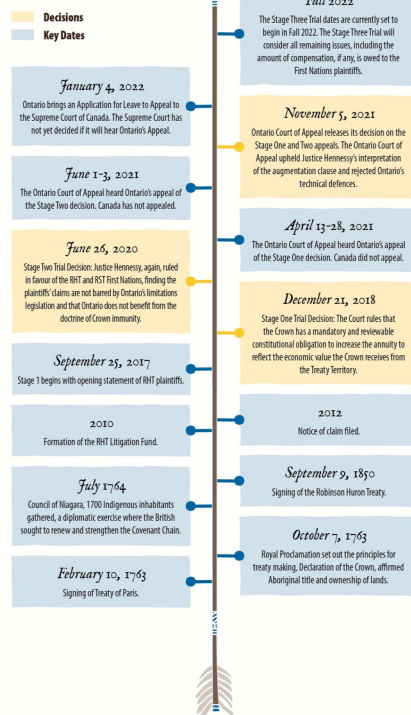 Decisions
Key Dates
Fall 2022
The Stage Three Trial dates are currently set to
begin in Fall 2022. The Stage Three Trial will
consider all remaining issues, including the
amount of compensation, if any, is owed to the
First Nations plaintiffs.
January 4, 2022
Ontario brings an Application for Leave to Appeal to
the Supreme Court of Canada. The Supreme Court has
not yet decided if it will hear Ontario's Appeal.
November 5, 2021
Ontario Court of Appeal releases its decision on the
Stage One and Two appeals. The Ontario Court of
Appeal upheld Justice Hennessy's interpretation
of the augmentation clause and rejected Ontario's
technical defences.
June 1-3, 2021
The Ontario Court of Appeal heard Ontario's appeal of
the Stage Two decision. Canada has not appealed.
April 13-28, 2021
The Ontario Court of Appeal heard Ontario's appeal
of the Stage One decision. Canada did not appeal.
June 26, 2020
Stage Two Trial Decision: Justice Hennessy, again, ruled
in favour of the RHT and RST First Nations, finding the
plaintiffs' claims are not barred by Ontario's limitations
legislation and that Ontario does not benefit from the
doctrine of Crown immunity.
December 21, 2018
Stage One Trial Decision: The Court rules that
the Crown has a mandatory and reviewable
constitutional obligation to increase the annuity to
reflect the economic value the Crown receives from
the Treaty Territory.
September 25, 2017
Stage 1 begins with opening statement of RHT plaintiffs.
2012
Notice of claim filed.
2010
Formation of the RHT Litigation Fund.
September 9, 1850
Signing of the Robinson Huron Treaty.
July 1764
Council of Niagara, 1700 Indigenous inhabitants
gathered, a diplomatic exercise where the British
sought to renew and strengthen the Covenant Chain.
October 7, 1763
Royal Proclamation set out the principles for
treaty making, Declaration of the Crown, affirmed
Aboriginal title and ownership of lands.
February 10, 1763
Signing of Treaty of Paris.